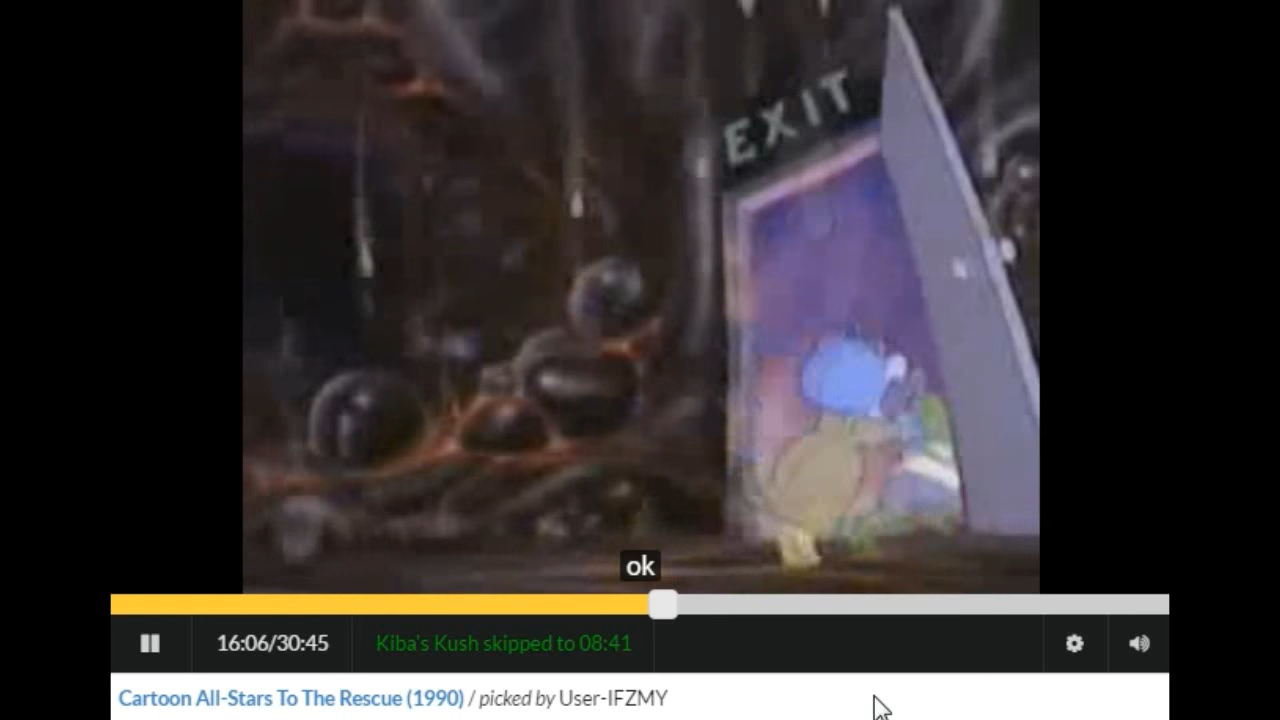 EXIT
ok
16:06/30:45
Kiba's Kush skipped to 08:41
Cartoon All-Stars To The Rescue (1990) / picked by User-IFZMY